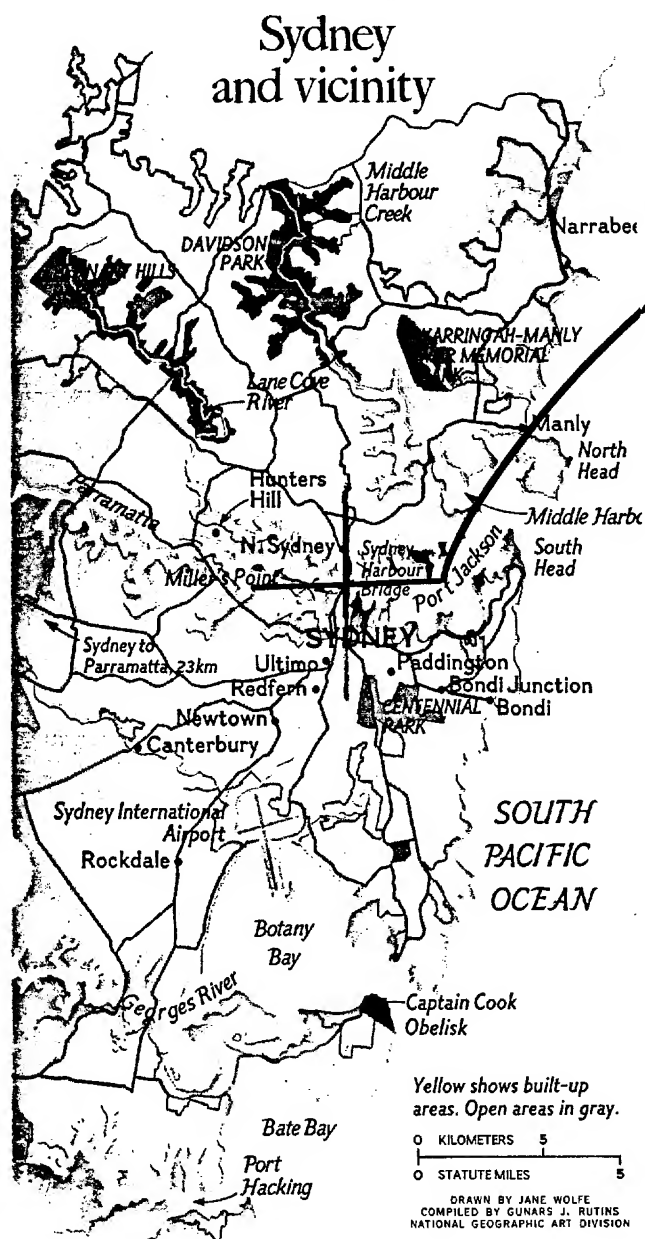 Sydney
and vicinity
Middle
Harbour
Creek
DAVIDSON
PARK
Narrabee
HILLS
MEMORIAL
Lane Cove
River
Manly
North
Head
Hunters
Hill
Parramatta
Middle Harbo
N. Sydney
Sydney
Harbour
Bridge
South
Head
Miller's Point
Port Jackson
SYDNEY
Sydney to
Parramatta, 23km
Ultimo
Paddington
Redfern
Bondi Junction
CENTENNIAL
PARK
Bondi
Newtown
Canterbury
Sydney International
Airport
SOUTH
PACIFIC
OCEAN
Rockdale
Botany
Bay
Georges River
Captain Cook
Obelisk
Yellow shows built-up
areas. Open areas in gray.
Bate Bay
0 KILOMETERS 5
0 STATUTE MILES 5
Port
Hacking
DRAWN BY JANE WOLFE
COMPILED BY GUNARS J. RUTINS
NATIONAL GEOGRAPHIC ART DIVISION